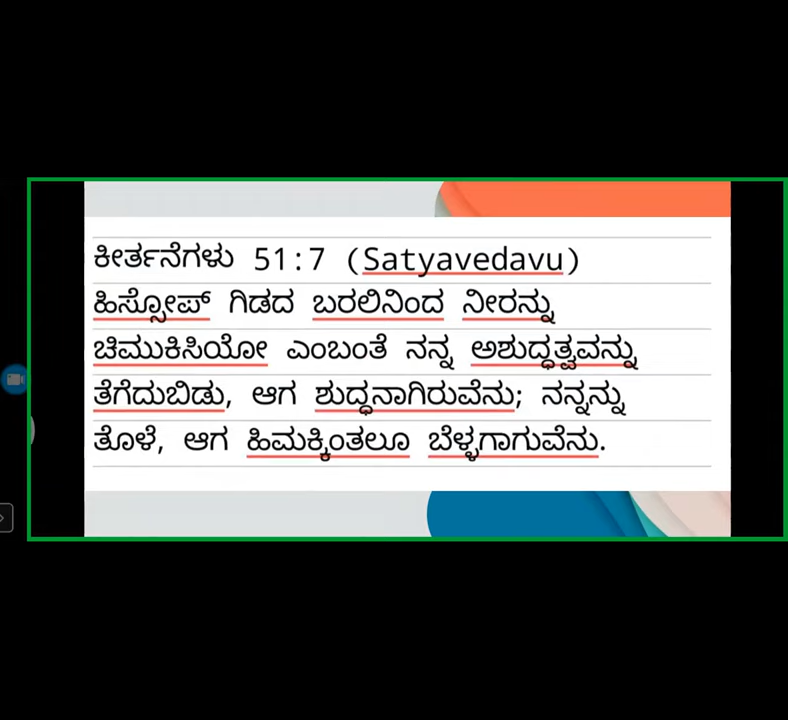 ಕೀರ್ತನೆಗಳು 51:7 (Satyavedavu)
ಹಿಸ್ಸೋಪ್ ಗಿಡದ ಬರಲಿನಿಂದ ನೀರನ್ನು
ಚಿಮುಕಿಸಿಯೋ ಎಂಬಂತೆ ನನ್ನ ಅಶುದ್ಧತ್ವವನ್ನು
ತೆಗೆದುಬಿಡು, ಆಗ ಶುದ್ಧನಾಗಿರುವೆನು; ನನ್ನನ್ನು
ತೊಳೆ, ಆಗ ಹಿಮಕ್ಕಿಂತಲೂ ಬೆಳ್ಳಗಾಗುವೆನು.